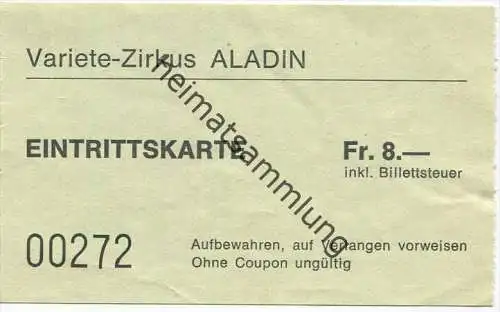 Variete-Zirkus ALADIN
EINTRITTSKARTE
Fr. 8.—
inkl. Billettsteuer
00272
Aufbewahren, auf Verlangen vorweisen
Ohne Coupon ungültig
heimatsammlung